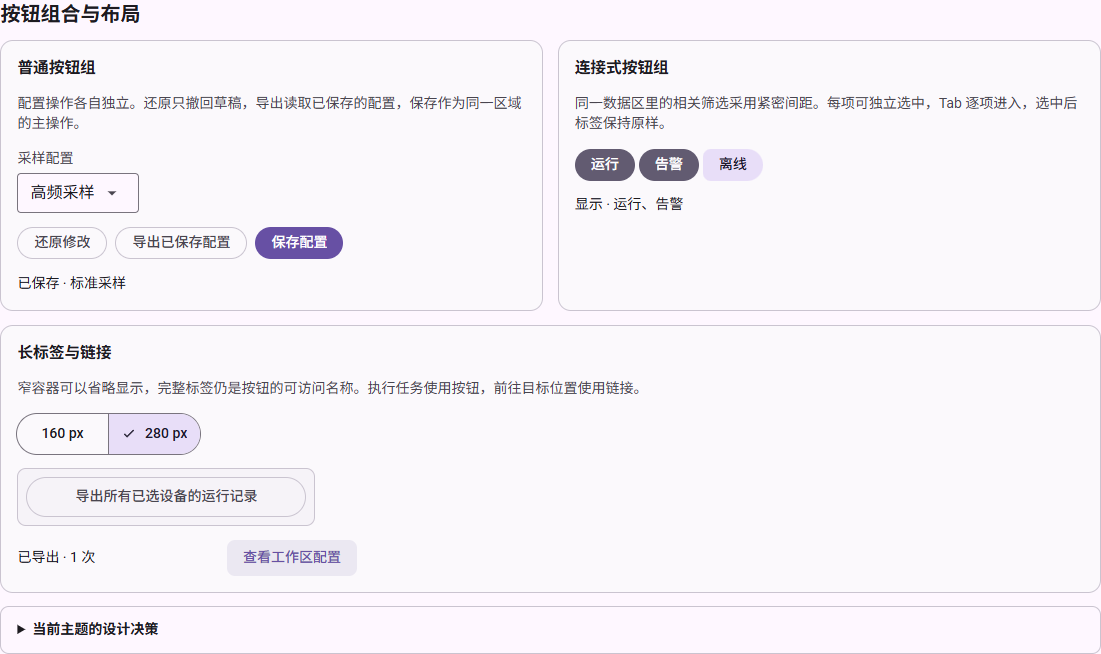 按钮组合与布局
普通按钮组
配置操作各自独立。还原只撤回草稿，导出读取已保存的配置，保存作为同一区域
的主操作。
采样配置
高频采样
还原修改 导出已保存配置 保存配置
已保存 · 标准采样
连接式按钮组
同一数据区里的相关筛选采用紧密间距。每项可独立选中，Tab 逐项进入，选中后
标签保持原样。
运行 告警 离线
显示 · 运行、告警
长标签与链接
窄容器可以省略显示，完整标签仍是按钮的可访问名称。执行任务使用按钮，前往目标位置使用链接。
160 px 280 px
导出所有已选设备的运行记录
已导出 · 1 次 查看工作区配置
当前主题的设计决策